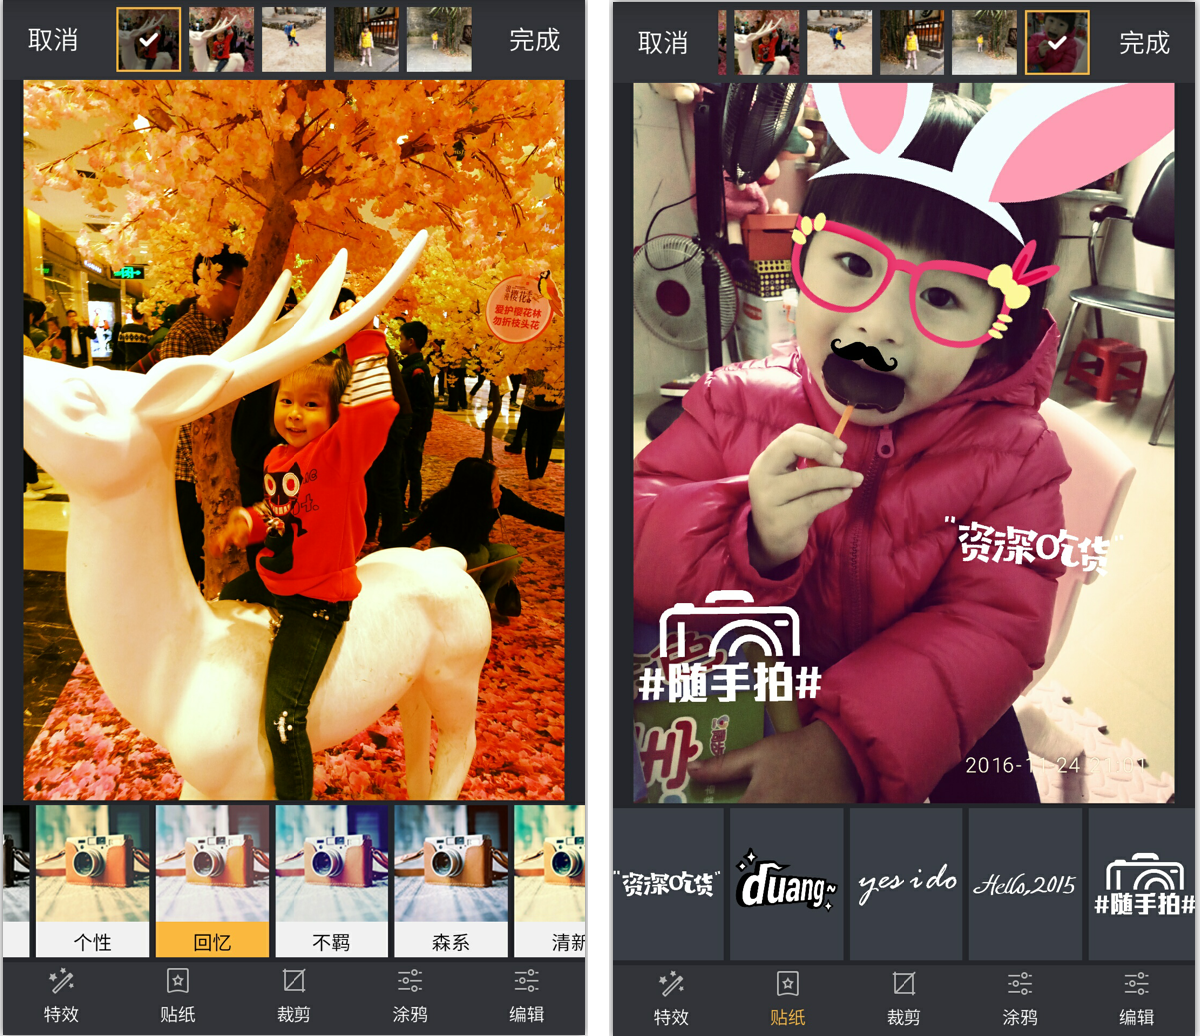 取消
完成
爱护樱花林
勿折枝头花
个性
回忆
不羁
森系
清新
特效
贴纸
裁剪
涂鸦
编辑
取消
完成
"资深吃货"
#随手拍#
2016-11-24
"资深吃货"
duang~
yes i do
Hello,2015
#随手拍#
特效
贴纸
裁剪
涂鸦
编辑